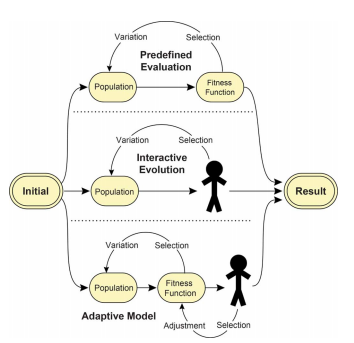 Variation
Selection
Predefined
Evaluation
Population
Fitness
Function
Variation
Selection
Interactive
Evolution
Initial
Population
Result
Variation
Selection
Population
Fitness
Function
Adaptive Model
Adjustment
Selection